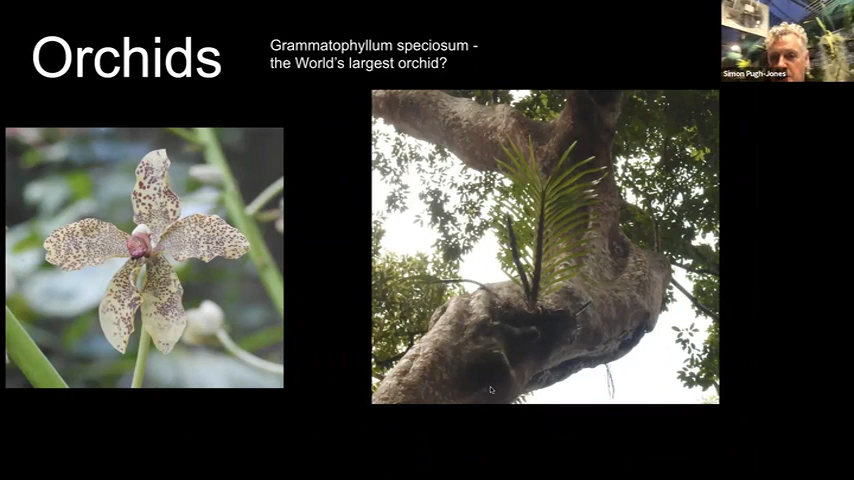 Orchids
Grammatophyllum speciosum -
the World's largest orchid?
Simon Pugh-Jones